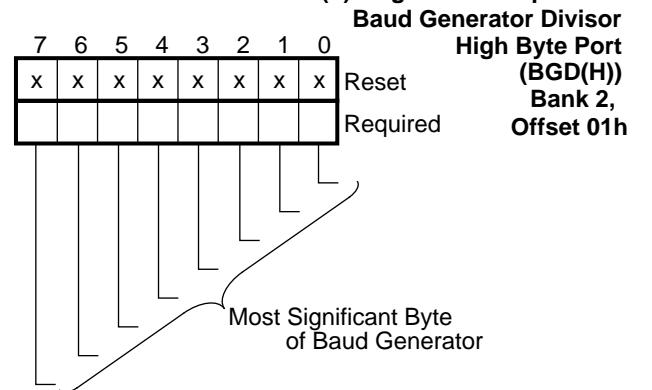 Baud Generator Divisor
High Byte Port
(BGD(H))
Bank 2,
Offset 01h
7 6 5 4 3 2 1 0
x x x x x x x x Reset
Required
Most Significant Byte
of Baud Generator